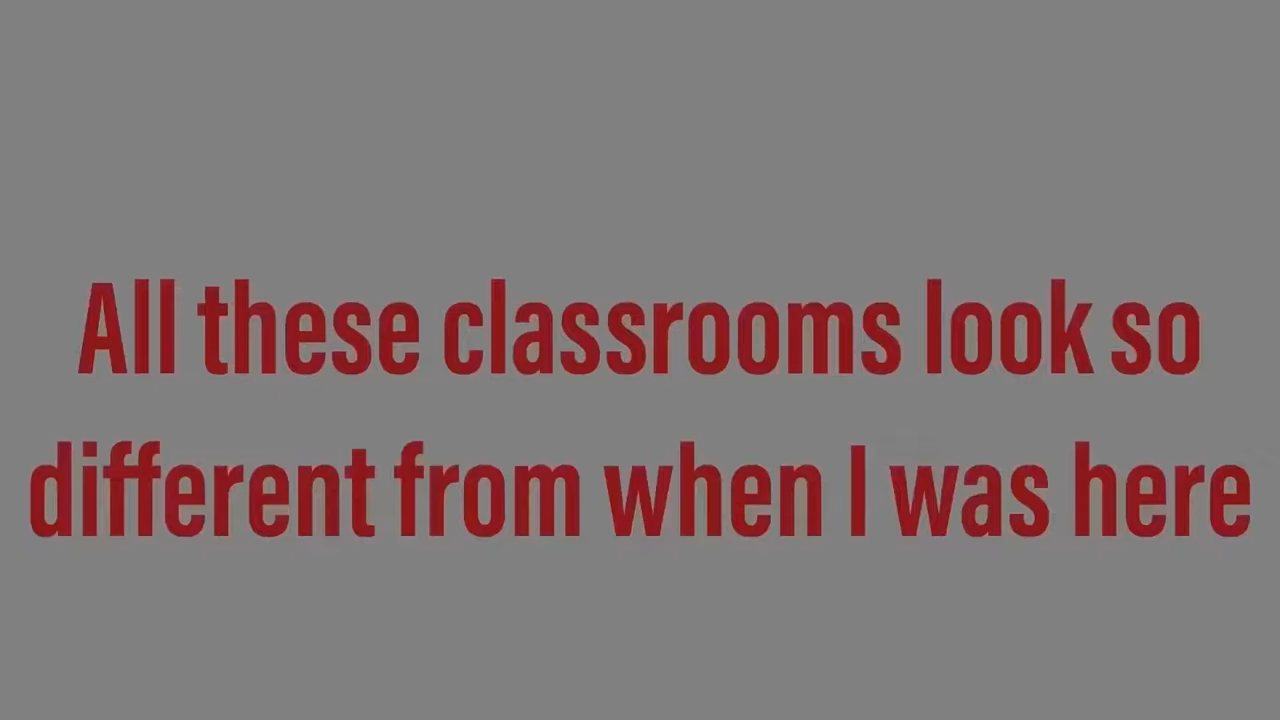 All these classrooms look so
different from when I was here